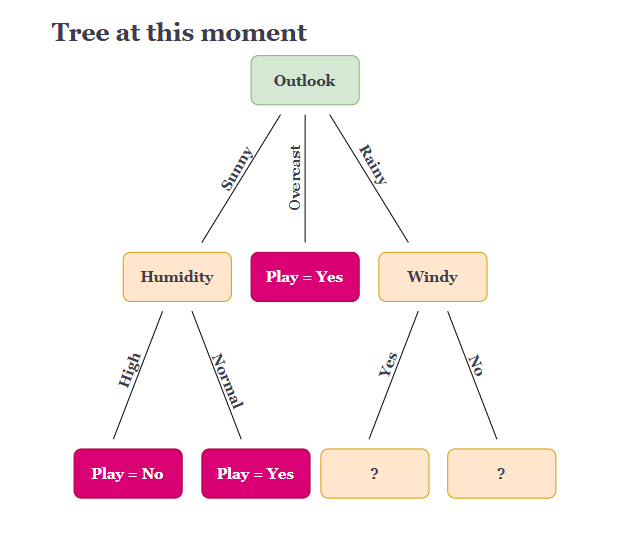 Tree at this moment
Outlook
Sunny
Overcast
Rainy
Humidity
Play = Yes
Windy
High
Normal
Yes
No
Play = No
Play = Yes
?
?